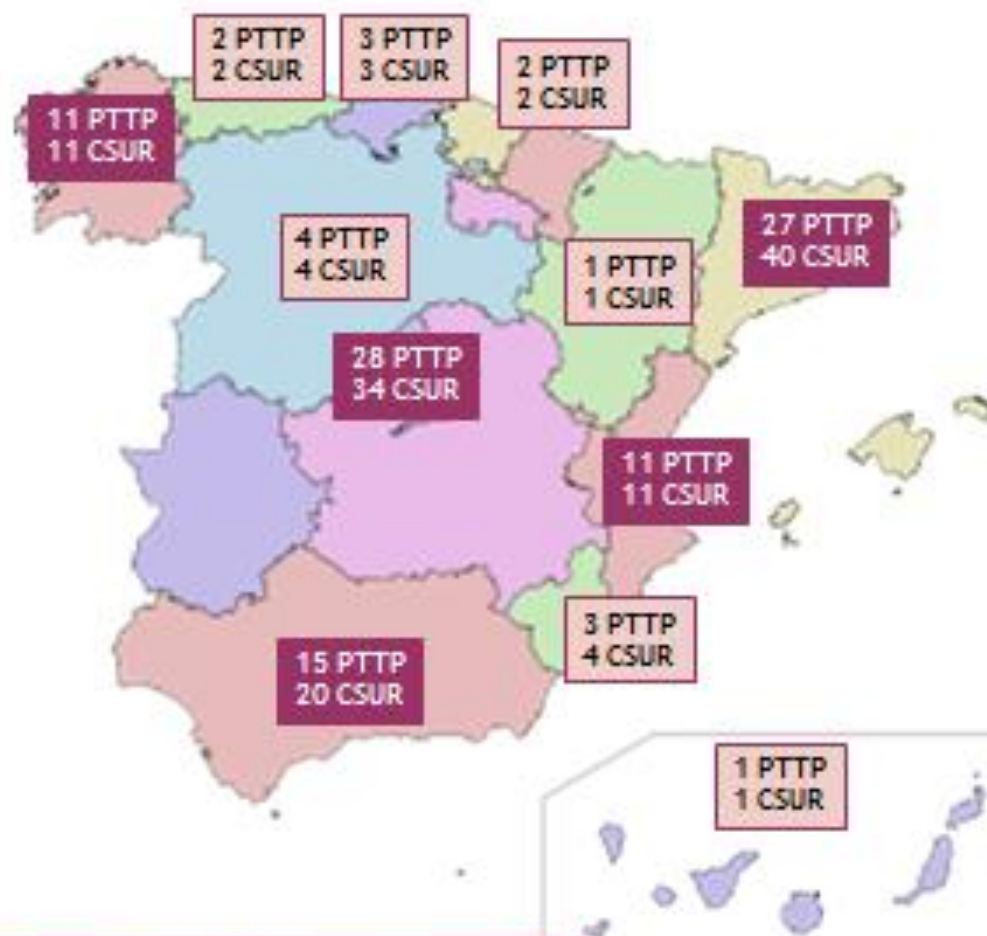 2 PTTP
2 CSUR
3 PTTP
3 CSUR
2 PTTP
2 CSUR
11 PTTP
11 CSUR
27 PTTP
40 CSUR
4 PTTP
4 CSUR
1 PTTP
1 CSUR
28 PTTP
34 CSUR
11 PTTP
11 CSUR
3 PTTP
4 CSUR
15 PTTP
20 CSUR
1 PTTP
1 CSUR